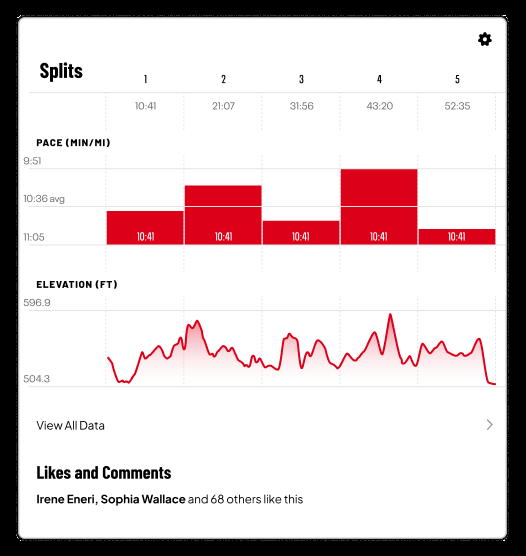 Splits 1 2 3 4 5
10:41 21:07 31:56 43:20 52:35
PACE (MIN/MI)
9:51
10:36 avg
11:05 10:41 10:41 10:41 10:41 10:41
ELEVATION (FT)
596.9
504.3
View All Data
Likes and Comments
Irene Eneri, Sophia Wallace and 68 others like this